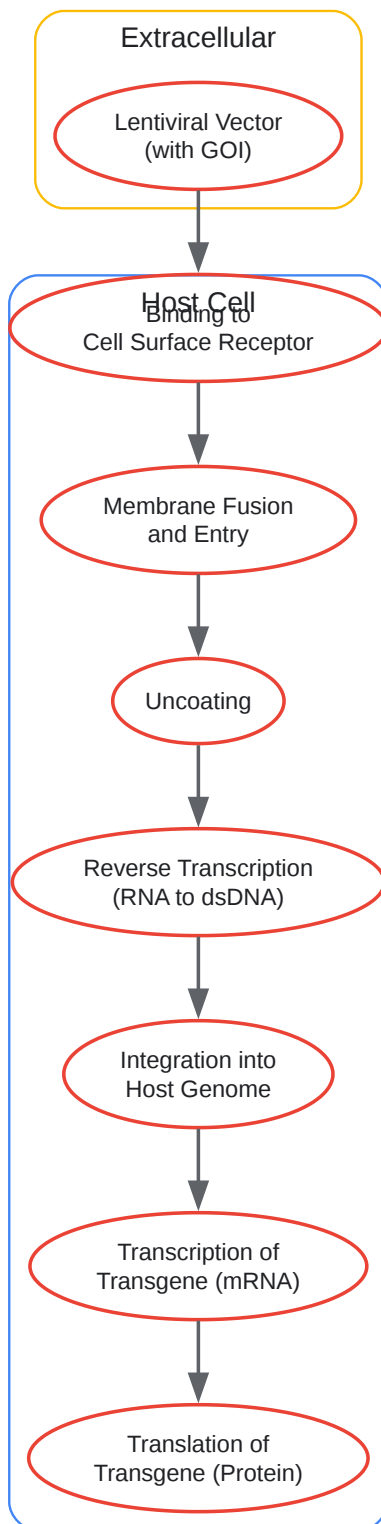 Extracellular
Lentiviral Vector
(with GOI)
Host Cell
Binding to
Cell Surface Receptor
Membrane Fusion
and Entry
Uncoating
Reverse Transcription
(RNA to dsDNA)
Integration into
Host Genome
Transcription of
Transgene (mRNA)
Translation of
Transgene (Protein)